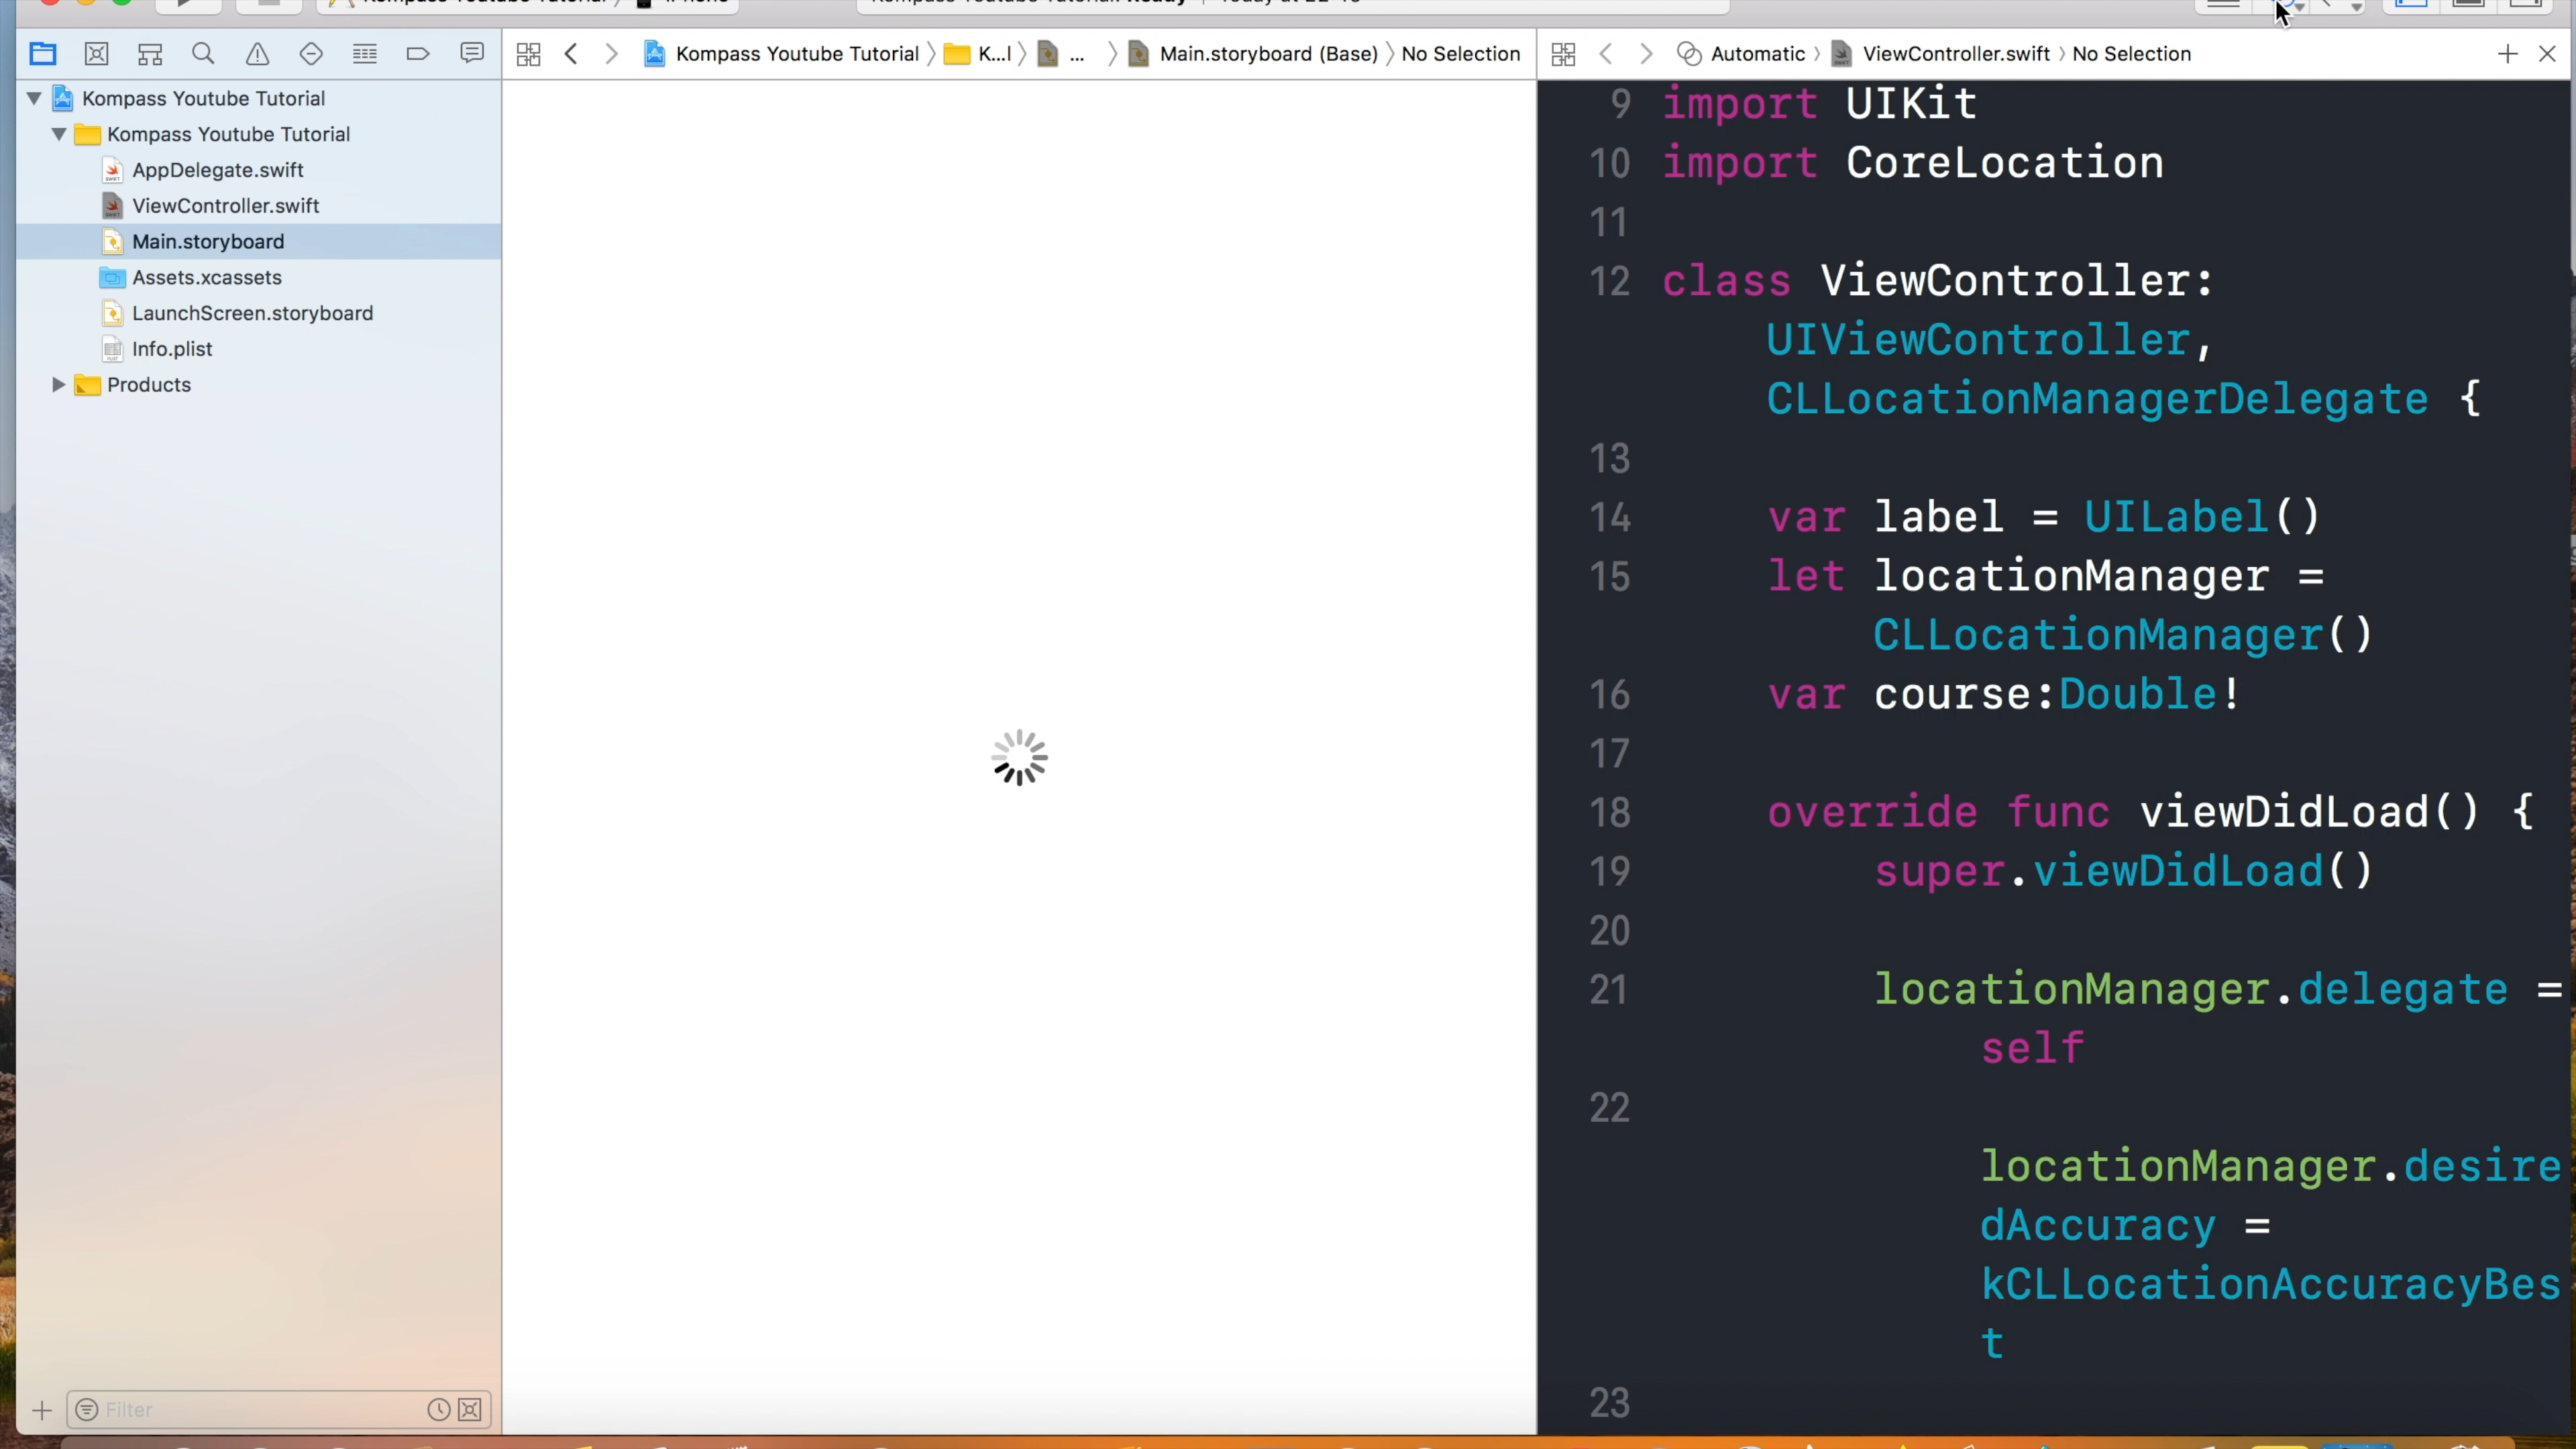 Kompass Youtube Tutorial K...l ... Main.storyboard (Base) No Selection
Automatic ViewController.swift No Selection
Kompass Youtube Tutorial
Kompass Youtube Tutorial
AppDelegate.swift
ViewController.swift
Main.storyboard
Assets.xcassets
LaunchScreen.storyboard
Info.plist
Products
Filter
9 import UIKit
10 import CoreLocation
11
12 class ViewController:
UIViewController,
CLLocationManagerDelegate {
13
14 var label = UILabel()
15 let locationManager =
CLLocationManager()
16 var course:Double!
17
18 override func viewDidLoad() {
19 super.viewDidLoad()
20
21 locationManager.delegate =
self
22
locationManager.desire
dAccuracy =
kCLLocationAccuracyBes
t
23